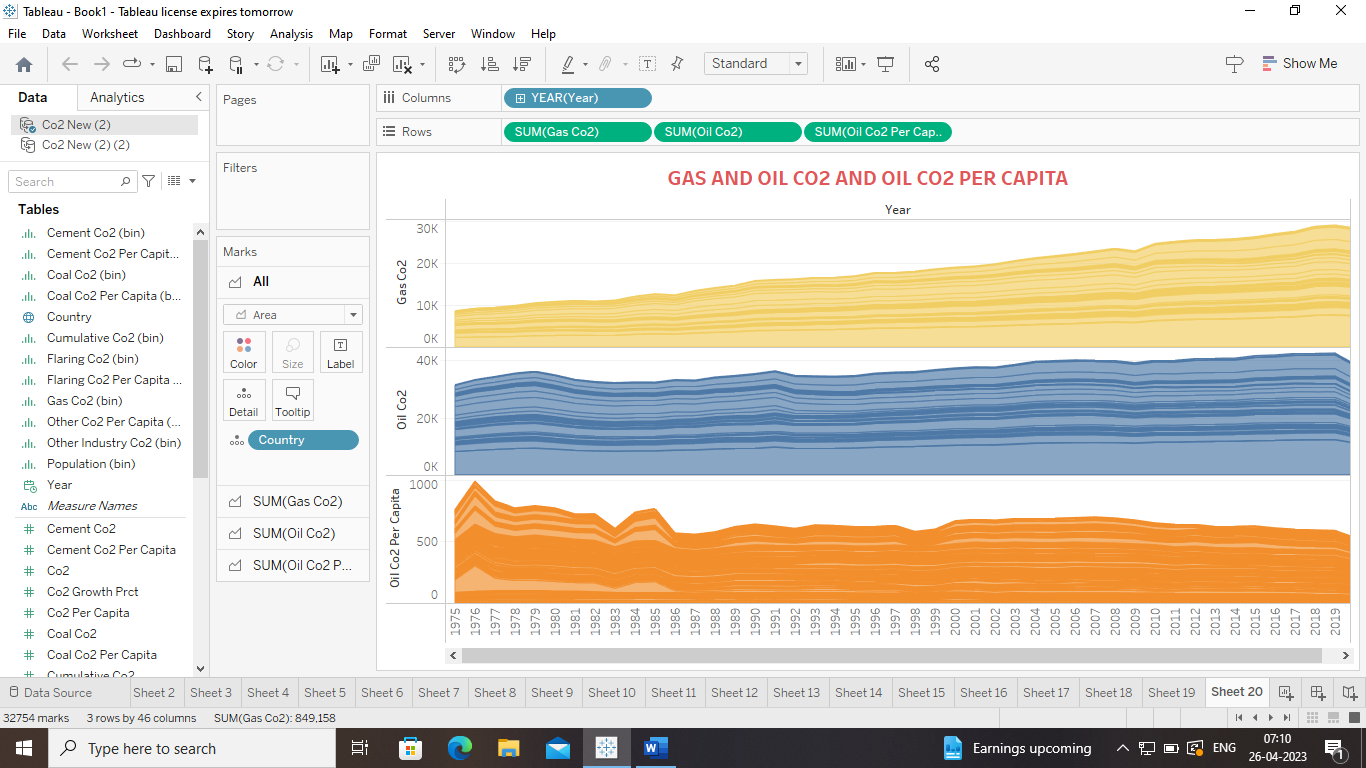 Tableau - Book1 - Tableau license expires tomorrow
File Data Worksheet Dashboard Story Analysis Map Format Server Window Help
Standard
Show Me
Data Analytics
Co2 New (2)
Co2 New (2) (2)
Search
Tables
Cement Co2 (bin)
Cement Co2 Per Capit...
Coal Co2 (bin)
Coal Co2 Per Capita (b...
Country
Cumulative Co2 (bin)
Flaring Co2 (bin)
Flaring Co2 Per Capita ...
Gas Co2 (bin)
Other Co2 Per Capita (...
Other Industry Co2 (bin)
Population (bin)
Year
Abc Measure Names
Cement Co2
Cement Co2 Per Capita
Co2
Co2 Growth Prct
Co2 Per Capita
Coal Co2
Coal Co2 Per Capita
Cumulative Co2
Pages
Filters
Marks
All
Area
Color Size Label
Detail Tooltip
Country
SUM(Gas Co2)
SUM(Oil Co2)
SUM(Oil Co2 P...
Columns YEAR(Year)
Rows SUM(Gas Co2) SUM(Oil Co2) SUM(Oil Co2 Per Cap..
GAS AND OIL CO2 AND OIL CO2 PER CAPITA
Year
Gas Co2
30K
20K
10K
0K
Oil Co2
40K
20K
0K
Oil Co2 Per Capita
1000
500
0
1975 1976 1977 1978 1979 1980 1981 1982 1983 1984 1985 1986 1987 1988 1989 1990 1991 1992 1993 1994 1995 1996 1997 1998 1999 2000 2001 2002 2003 2004 2005 2006 2007 2008 2009 2010 2011 2012 2013 2014 2015 2016 2017 2018 2019
Data Source Sheet 2 Sheet 3 Sheet 4 Sheet 5 Sheet 6 Sheet 7 Sheet 8 Sheet 9 Sheet 10 Sheet 11 Sheet 12 Sheet 13 Sheet 14 Sheet 15 Sheet 16 Sheet 17 Sheet 18 Sheet 19 Sheet 20
32754 marks 3 rows by 46 columns SUM(Gas Co2): 849,158
Type here to search
Earnings upcoming
ENG
07:10
26-04-2023
1